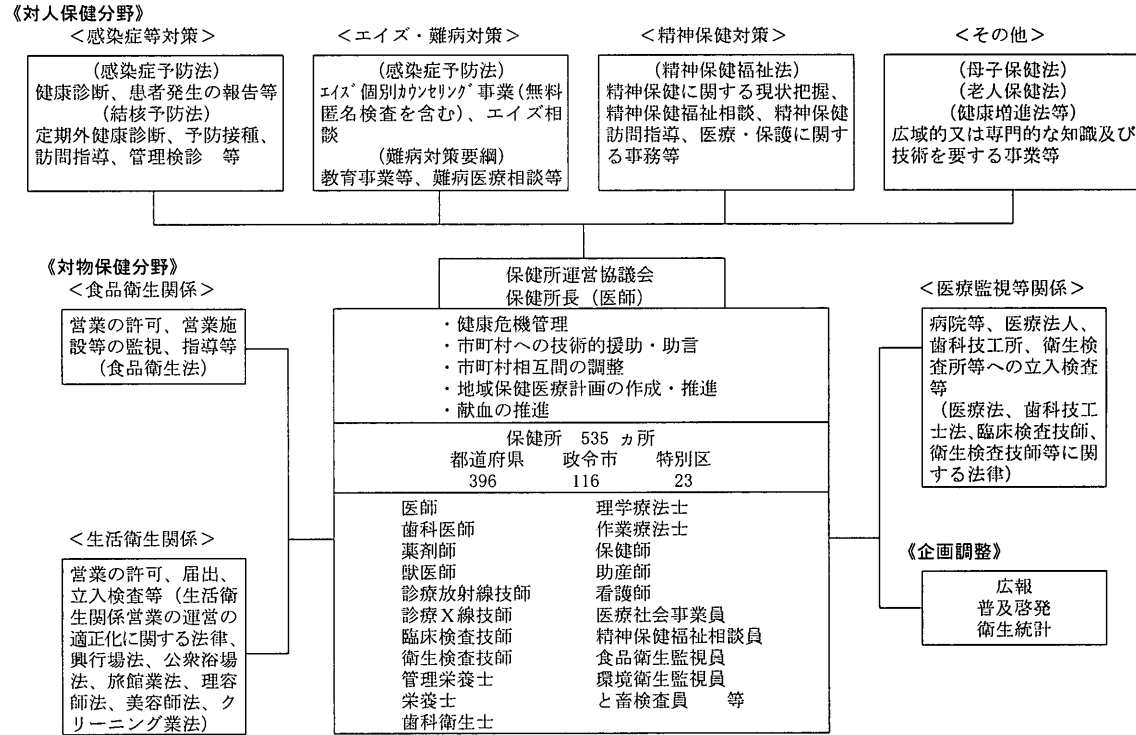 《対人保健分野》
＜感染症等対策＞
(感染症予防法)
健康診断、患者発生の報告等
(結核予防法)
定期外健康診断、予防接種、
訪問指導、管理検診　等
＜エイズ・難病対策＞
(感染症予防法)
ｴｲｽﾞ個別ｶｳﾝｾﾘﾝｸﾞ事業(無料
匿名検査を含む)、エイズ相
談
(難病対策要綱)
教育事業等、難病医療相談等
＜精神保健対策＞
(精神保健福祉法)
精神保健に関する現状把握、
精神保健福祉相談、精神保健
訪問指導、医療・保護に関す
る事務等
＜その他＞
(母子保健法)
(老人保健法)
(健康増進法等)
広域的又は専門的な知識及び
技術を要する事業等
《対物保健分野》
＜食品衛生関係＞
営業の許可、営業施
設等の監視、指導等
(食品衛生法)
＜生活衛生関係＞
営業の許可、届出、
立入検査等（生活衛
生関係営業の運営の
適正化に関する法律、
興行場法、公衆浴場
法、旅館業法、理容
師法、美容師法、ク
リーニング業法）
保健所運営協議会
保健所長（医師）
・健康危機管理
・市町村への技術的援助・助言
・市町村相互間の調整
・地域保健医療計画の作成・推進
・献血の推進
保健所　535　ヵ所
都道府県　政令市　特別区
396　116　23
医師　理学療法士
歯科医師　作業療法士
薬剤師　保健師
獣医師　助産師
診療放射線技師　看護師
診療Ｘ線技師　医療社会事業員
臨床検査技師　精神保健福祉相談員
衛生検査技師　食品衛生監視員
管理栄養士　環境衛生監視員
栄養士　と畜検査員　等
歯科衛生士
＜医療監視等関係＞
病院等、医療法人、
歯科技工所、衛生検
査所等への立入検査
等
（医療法、歯科技工
士法、臨床検査技師、
衛生検査技師等に関
する法律）
《企画調整》
広報
普及啓発
衛生統計